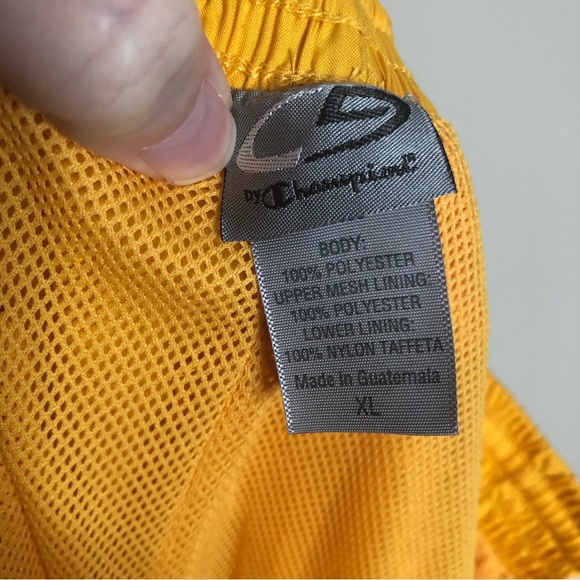 C9
by Champion
BODY:
100% POLYESTER
UPPER MESH LINING:
100% POLYESTER
LOWER LINING:
100% NYLON TAFFETA
Made In Guatemala
XL